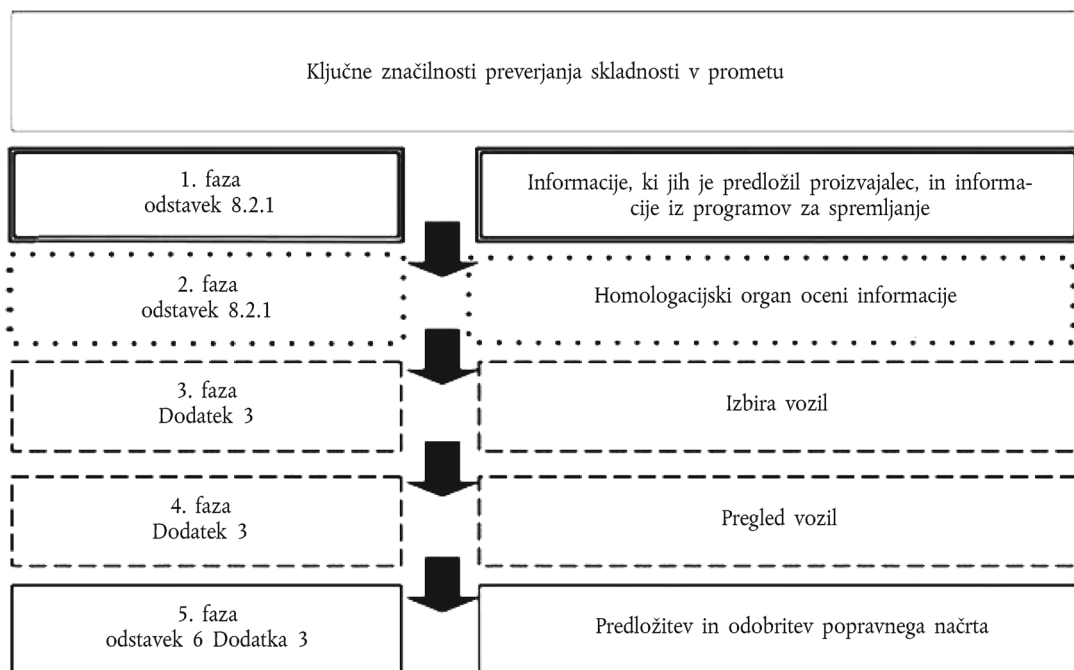 Ključne značilnosti preverjanja skladnosti v prometu
1. faza
odstavek 8.2.1
Informacije, ki jih je predložil proizvajalec, in informa-
cije iz programov za spremljanje
2. faza
odstavek 8.2.1
Homologacijski organ oceni informacije
3. faza
Dodatek 3
Izbira vozil
4. faza
Dodatek 3
Pregled vozil
5. faza
odstavek 6 Dodatka 3
Predložitev in odobritev popravnega načrta